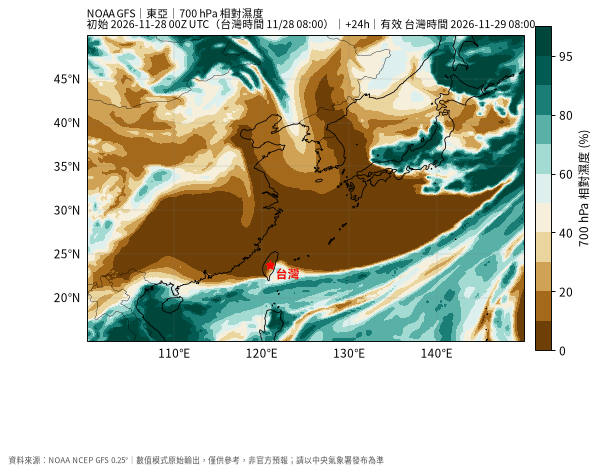 NOAA GFS｜東亞｜700 hPa 相對濕度
初始 2026-11-28 00Z UTC（台灣時間 11/28 08:00）｜+24h｜有效 台灣時間 2026-11-29 08:00
45°N
40°N
35°N
30°N
25°N
20°N
110°E
120°E
130°E
140°E
台灣
95
80
60
40
20
0
700 hPa 相對濕度 (%)
資料來源：NOAA NCEP GFS 0.25°｜數值模式原始輸出，僅供參考，非官方預報；請以中央氣象署發布為準